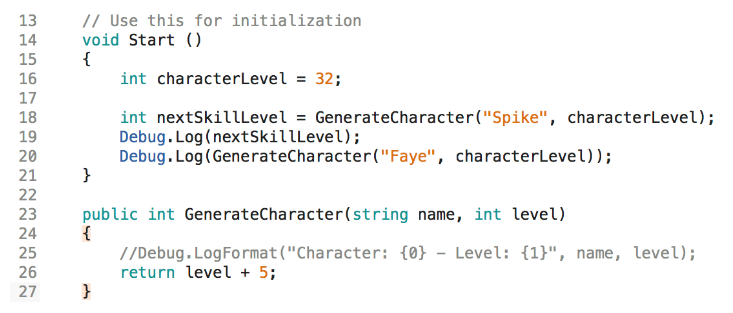 13 // Use this for initialization
14 void Start ()
15 {
16 int characterLevel = 32;
17
18 int nextSkillLevel = GenerateCharacter("Spike", characterLevel);
19 Debug.Log(nextSkillLevel);
20 Debug.Log(GenerateCharacter("Faye", characterLevel));
21 }
22
23 public int GenerateCharacter(string name, int level)
24 {
25 //Debug.LogFormat("Character: {0} – Level: {1}", name, level);
26 return level + 5;
27 }